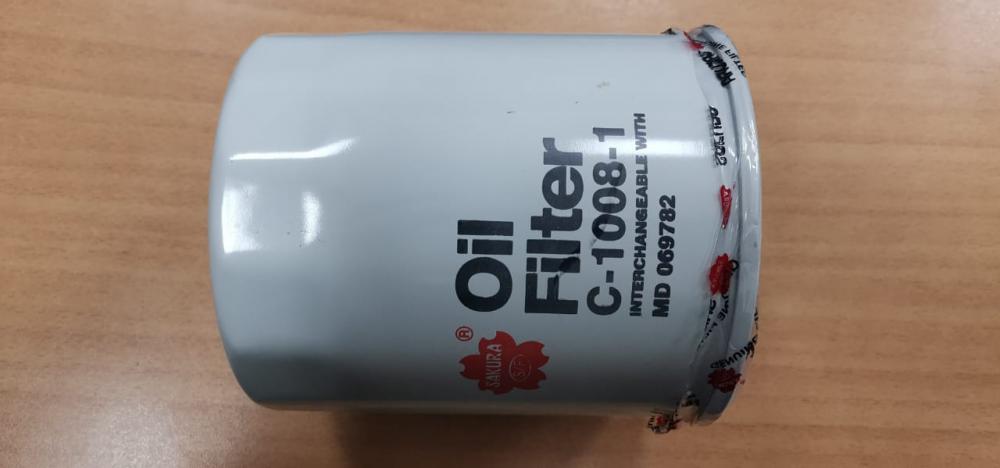 Oil
Filter
C-1008-1
INTERCHANGEABLE WITH
MD 069782
®
SAKURA